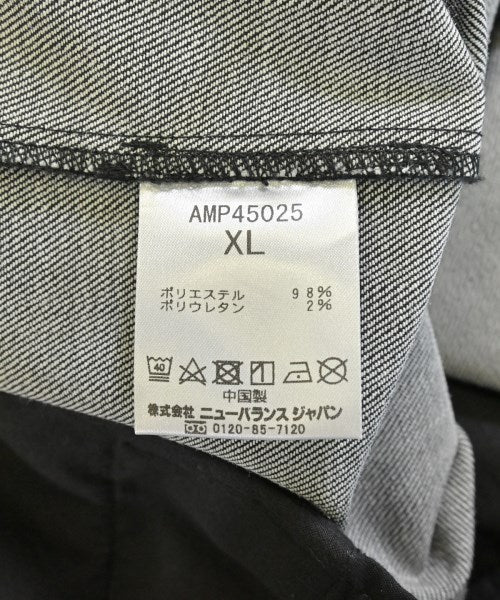 AMP45025
XL
ポリエステル 98%
ポリウレタン 2%
40
中国製
株式会社 ニューバランス ジャパン
0120-85-7120